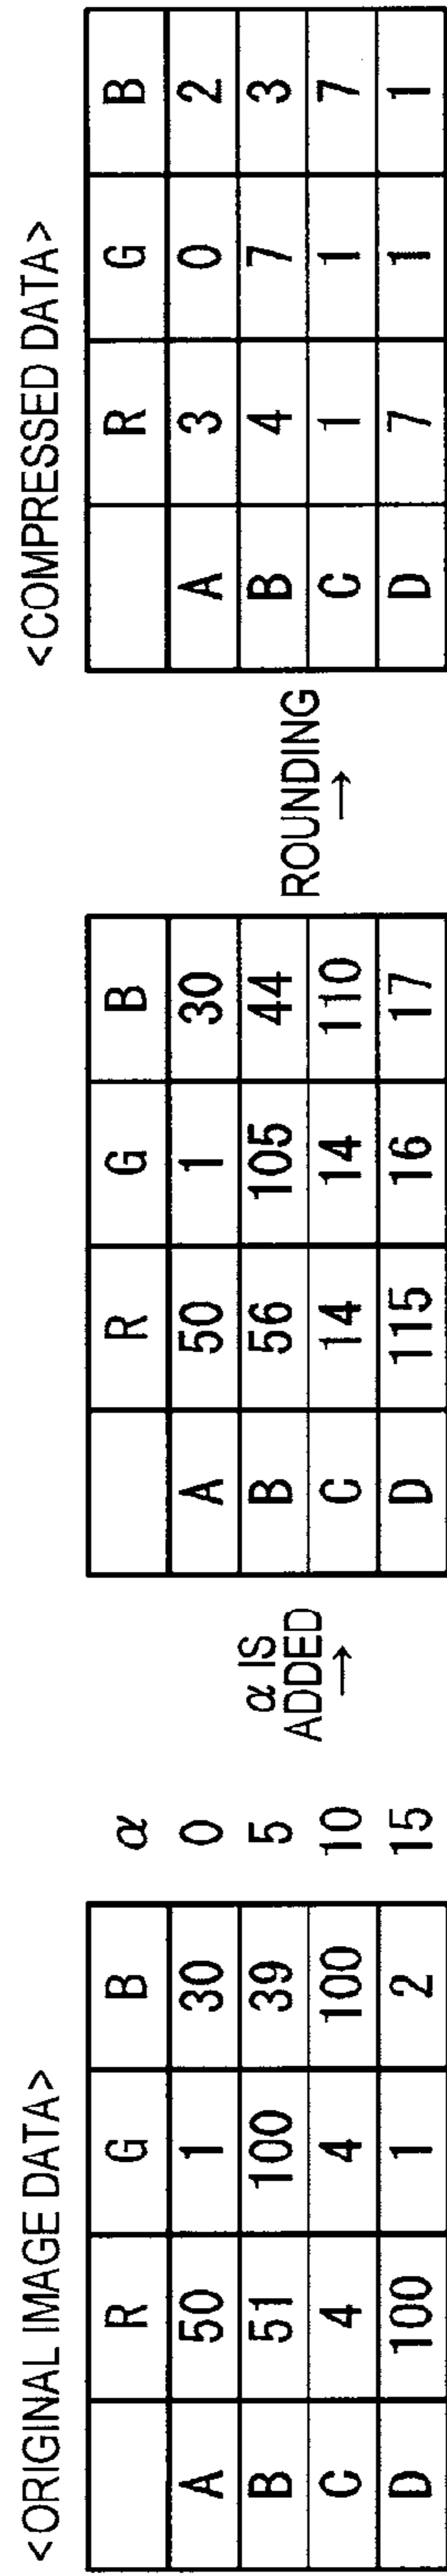 <ORIGINAL IMAGE DATA>
R G B α
A 50 1 30 0
B 51 100 39 5
C 4 4 100 10
D 100 1 2 15
α IS
ADDED
→
R G B
A 50 1 30
B 56 105 44
C 14 14 110
D 115 16 17
ROUNDING
→
<COMPRESSED DATA>
R G B
A 3 0 2
B 4 7 3
C 1 1 7
D 7 1 1